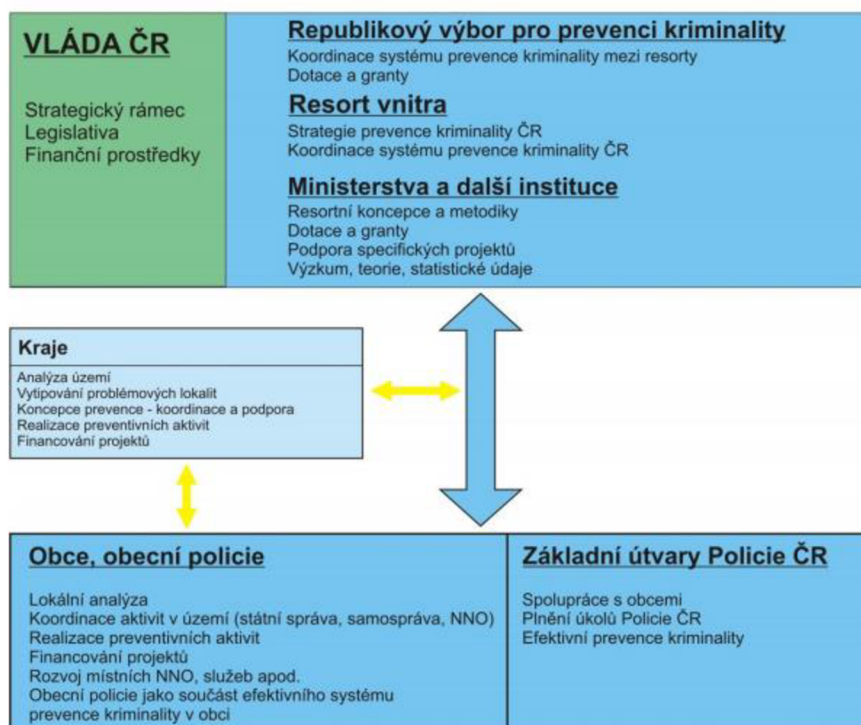 VLÁDA ČR
Strategický rámec
Legislativa
Finanční prostředky
Republikový výbor pro prevenci kriminality
Koordinace systému prevence kriminality mezi resorty
Dotace a granty
Resort vnitra
Strategie prevence kriminality ČR
Koordinace systému prevence kriminality ČR
Ministerstva a další instituce
Resortní koncepce a metodiky
Dotace a granty
Podpora specifických projektů
Výzkum, teorie, statistické údaje
Kraje
Analýza území
Vytipování problémových lokalit
Koncepce prevence - koordinace a podpora
Realizace preventivních aktivit
Financování projektů
Obce, obecní policie
Lokální analýza
Koordinace aktivit v území (státní správa, samospráva, NNO)
Realizace preventivních aktivit
Financování projektů
Rozvoj místních NNO, služeb apod.
Obecní policie jako součást efektivního systému
prevence kriminality v obci
Základní útvary Policie ČR
Spolupráce s obcemi
Plnění úkolů Policie ČR
Efektivní prevence kriminality